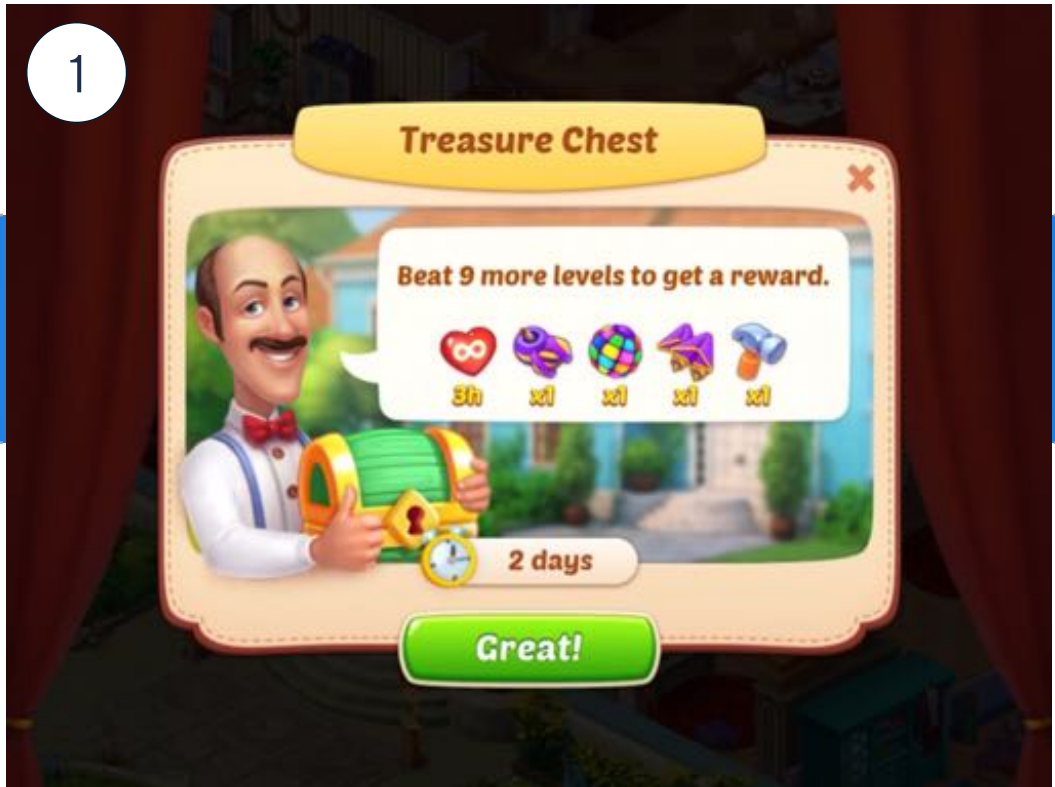 1
Treasure Chest
Beat 9 more levels to get a reward.
3h x1 x1 x1 x1
2 days
Great!